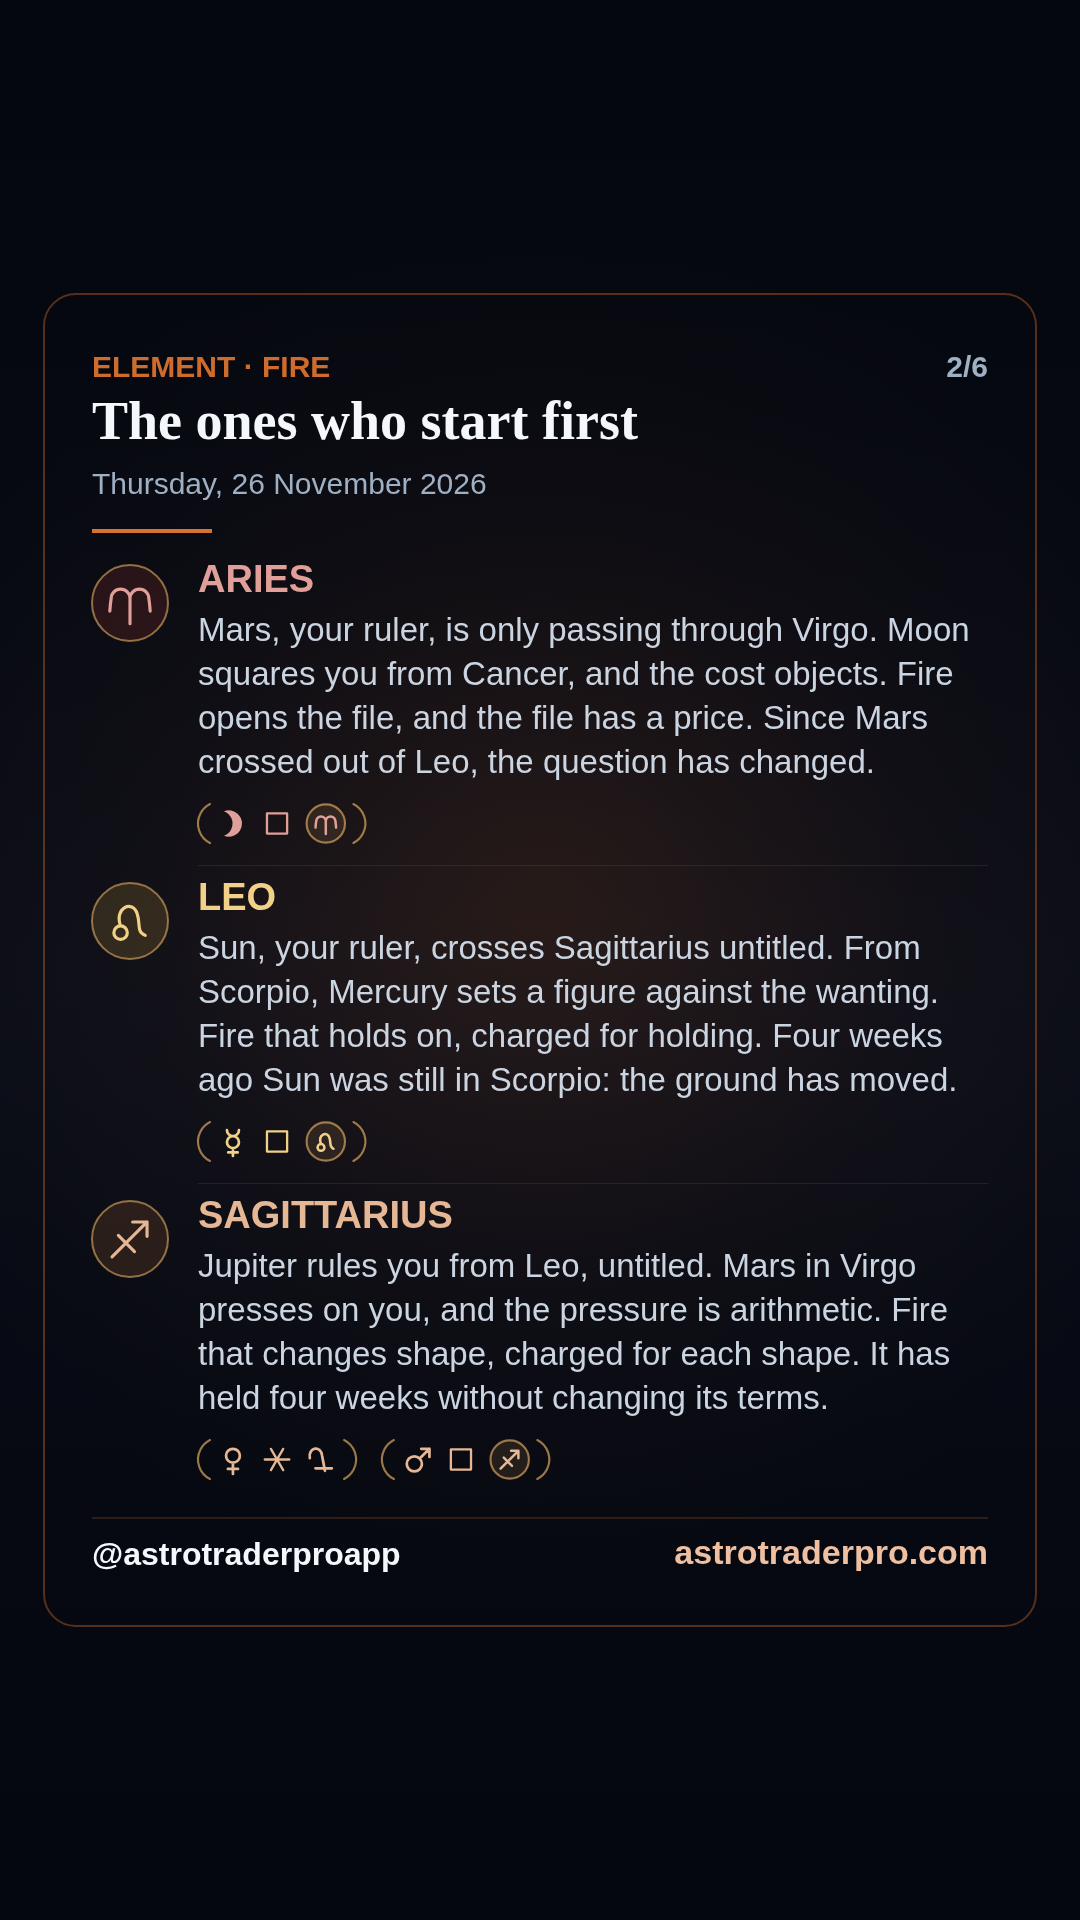 ELEMENT · FIRE
2/6
The ones who start first
Thursday, 26 November 2026
ARIES
Mars, your ruler, is only passing through Virgo. Moon
squares you from Cancer, and the cost objects. Fire
opens the file, and the file has a price. Since Mars
crossed out of Leo, the question has changed.
LEO
Sun, your ruler, crosses Sagittarius untitled. From
Scorpio, Mercury sets a figure against the wanting.
Fire that holds on, charged for holding. Four weeks
ago Sun was still in Scorpio: the ground has moved.
SAGITTARIUS
Jupiter rules you from Leo, untitled. Mars in Virgo
presses on you, and the pressure is arithmetic. Fire
that changes shape, charged for each shape. It has
held four weeks without changing its terms.
@astrotraderproapp
astrotraderpro.com